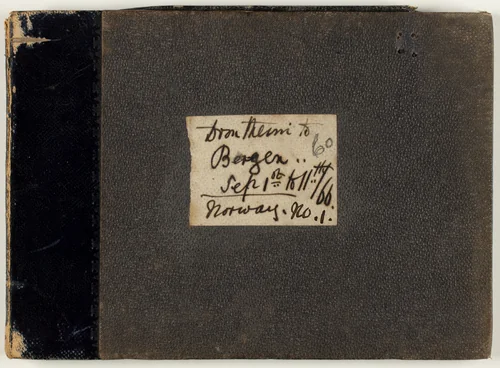 Drontheim to
60
Bergen..
Sep 1st to 11th/66
Norway. No. 1.